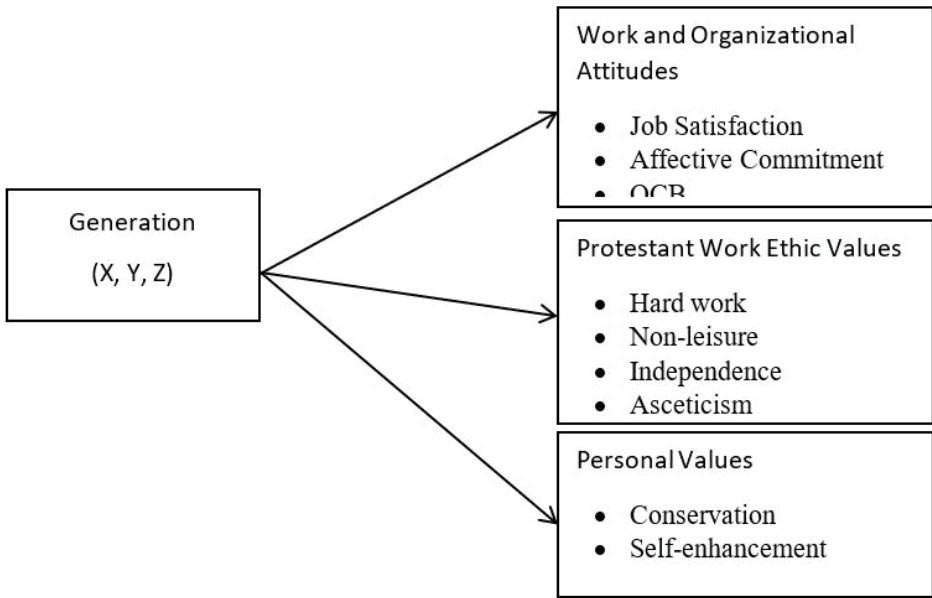 Work and Organizational
Attitudes
• Job Satisfaction
• Affective Commitment
• OCB
Generation
(X, Y, Z)
Protestant Work Ethic Values
• Hard work
• Non-leisure
• Independence
• Asceticism
Personal Values
• Conservation
• Self-enhancement